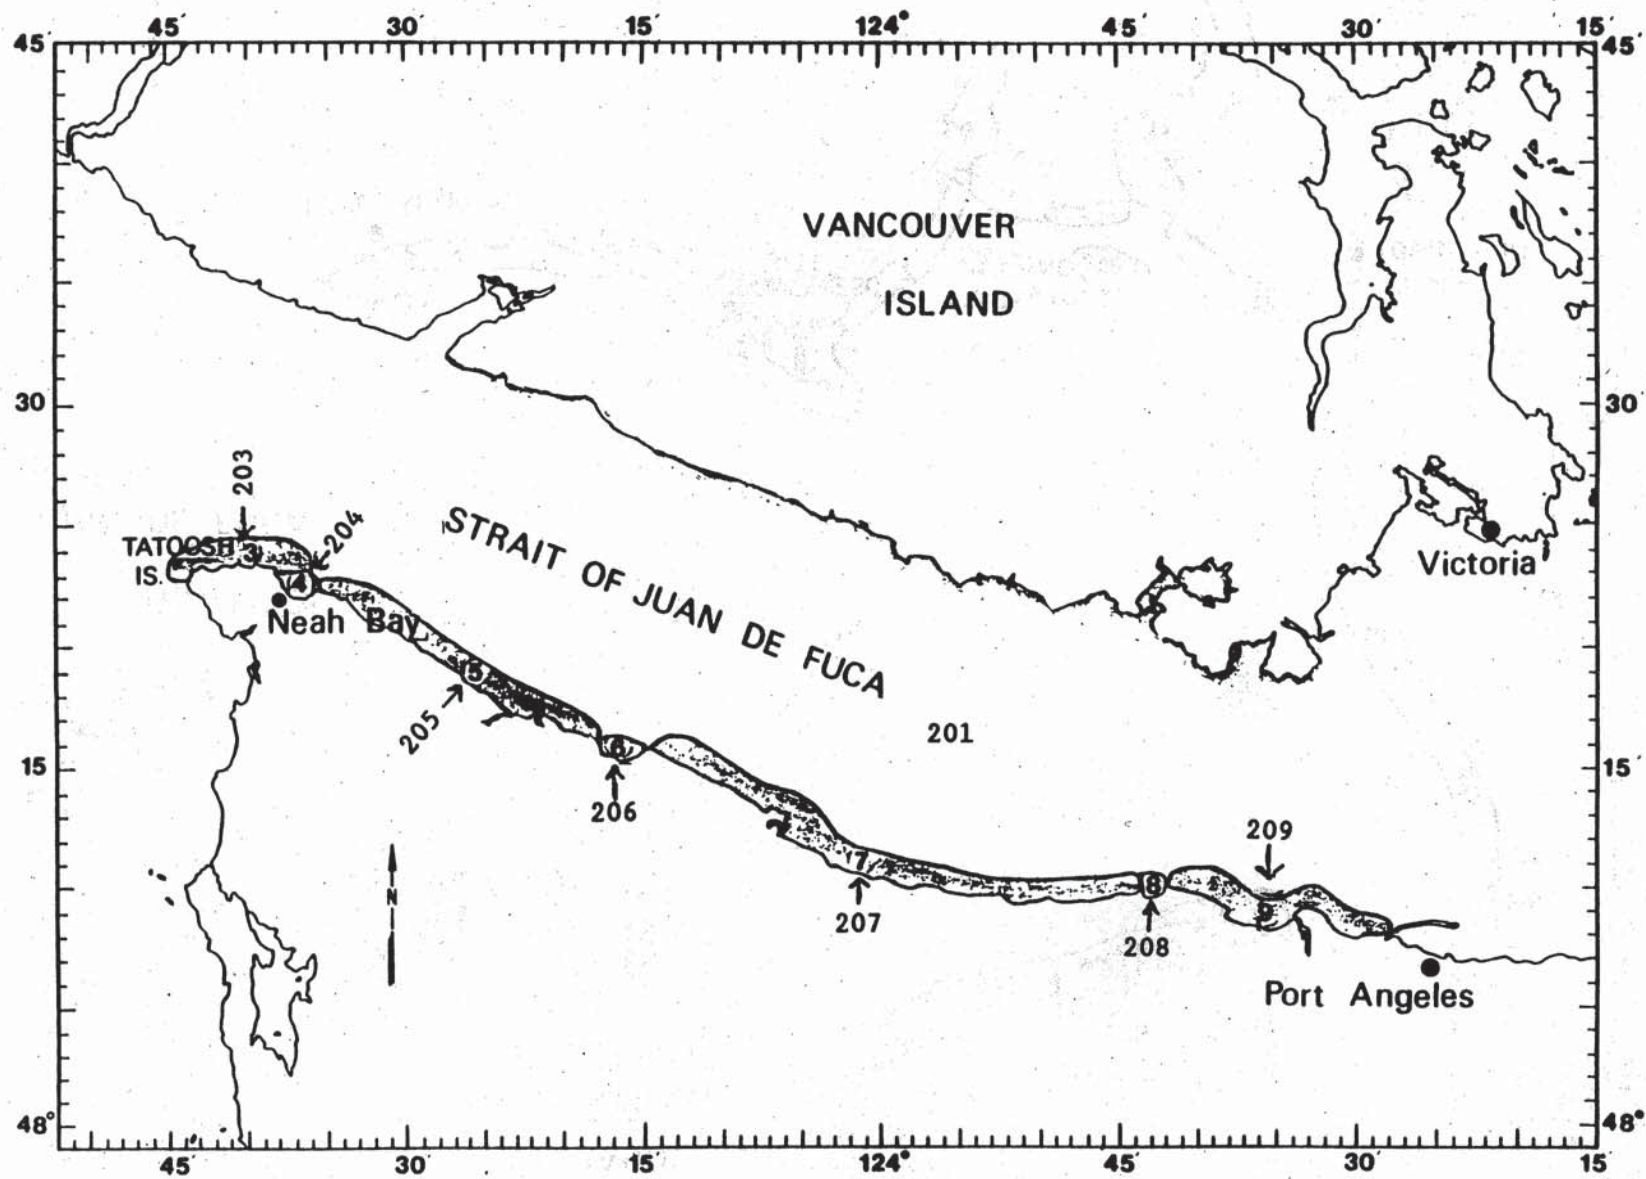 45′ 30′ 15′ 124° 45′ 30′ 15′
45′ 45′
VANCOUVER
ISLAND
30 30′
203
204
TATOOSH 3
IS.
4
Neah Bay
STRAIT OF JUAN DE FUCA
Victoria
5
205
201
6
15 15′
206
209
7
8
N
9
207
208
Port Angeles
48° 48°
45′ 30′ 15′ 124° 45′ 30′ 15′